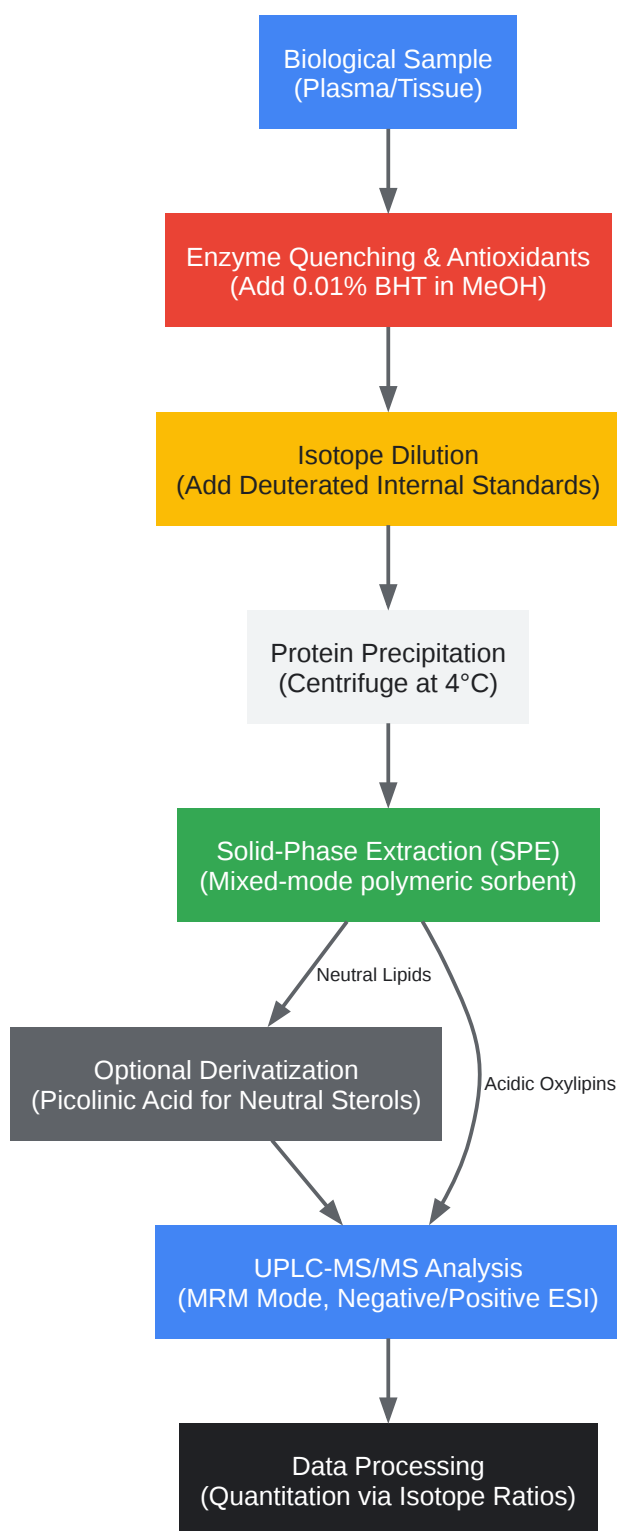 Biological Sample
(Plasma/Tissue)
Enzyme Quenching & Antioxidants
(Add 0.01% BHT in MeOH)
Isotope Dilution
(Add Deuterated Internal Standards)
Protein Precipitation
(Centrifuge at 4°C)
Solid-Phase Extraction (SPE)
(Mixed-mode polymeric sorbent)
Neutral Lipids
Optional Derivatization
(Picolinic Acid for Neutral Sterols)
Acidic Oxylipins
UPLC-MS/MS Analysis
(MRM Mode, Negative/Positive ESI)
Data Processing
(Quantitation via Isotope Ratios)